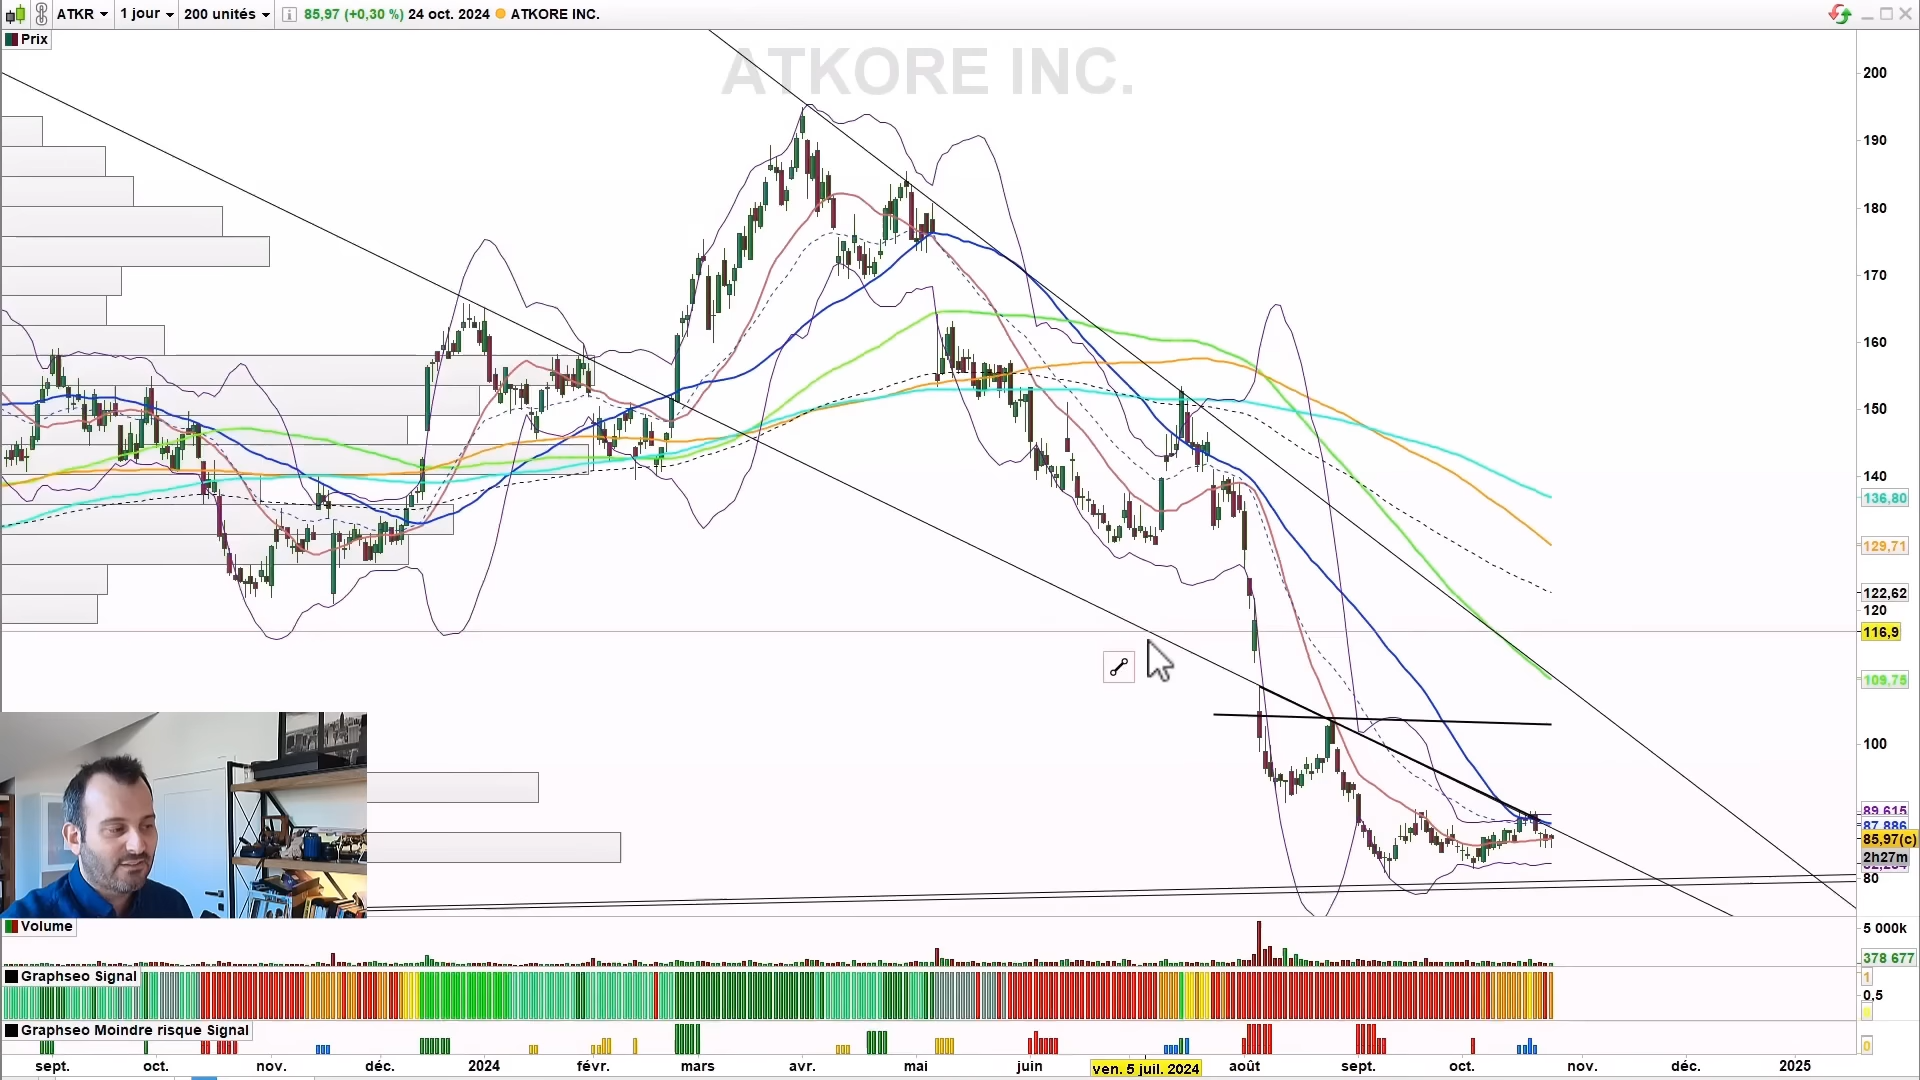 ATKR 1 jour 200 unités 85,97 (+0,30 %) 24 oct. 2024 ATKORE INC.
Prix
ATKORE INC.
200
190
180
170
160
150
140
136,80
129,71
122,62
120
116,9
109,75
100
89,615
87,886
85,97(c)
2h27m
80
Volume
5 000k
378 677
Graphseo Signal
1
0,5
Graphseo Moindre risque Signal
0
sept. oct. nov. déc. 2024 févr. mars avr. mai juin ven. 5 juil. 2024 août sept. oct. nov. déc. 2025